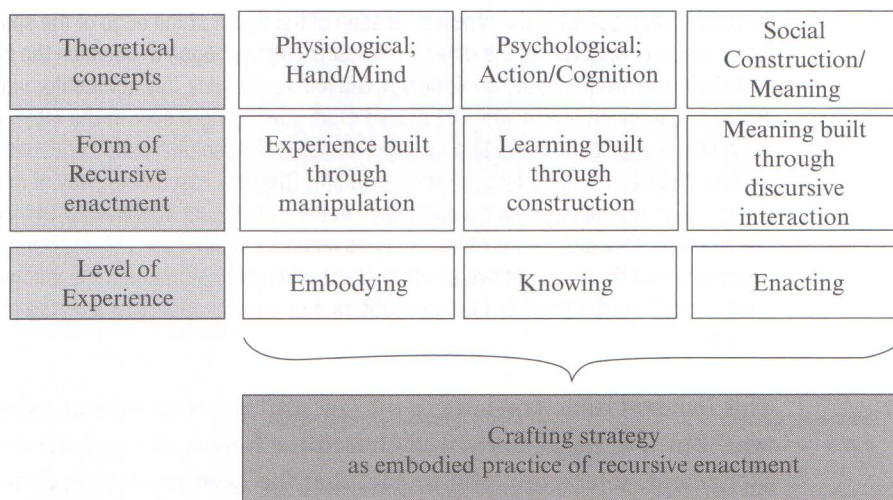 Theoretical
concepts
Physiological;
Hand/Mind
Psychological;
Action/Cognition
Social
Construction/
Meaning
Form of
Recursive
enactment
Experience built
through
manipulation
Learning built
through
construction
Meaning built
through
discursive
interaction
Level of
Experience
Embodying
Knowing
Enacting
Crafting strategy
as embodied practice of recursive enactment